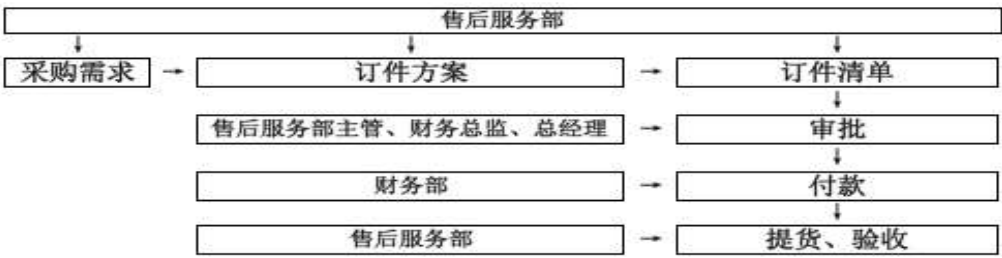 售后服务部
采购需求 → 订件方案 → 订件清单
售后服务部主管、财务总监、总经理 → 审批
财务部 → 付款
售后服务部 → 提货、验收